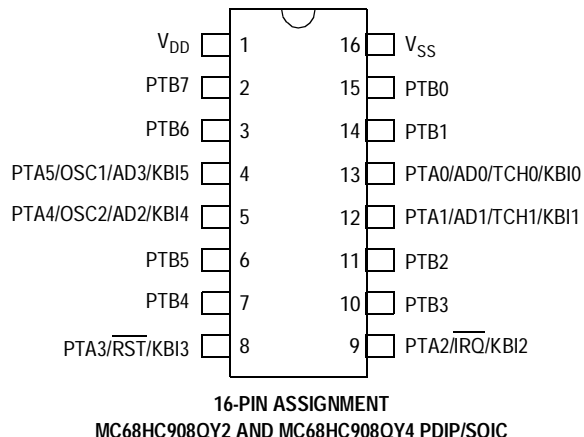 VDD 1 16 VSS
PTB7 2 15 PTB0
PTB6 3 14 PTB1
PTA5/OSC1/AD3/KBI5 4 13 PTA0/AD0/TCH0/KBI0
PTA4/OSC2/AD2/KBI4 5 12 PTA1/AD1/TCH1/KBI1
PTB5 6 11 PTB2
PTB4 7 10 PTB3
PTA3/RST/KBI3 8 9 PTA2/IRQ/KBI2
16-PIN ASSIGNMENT
MC68HC908QY2 AND MC68HC908QY4 PDIP/SOIC